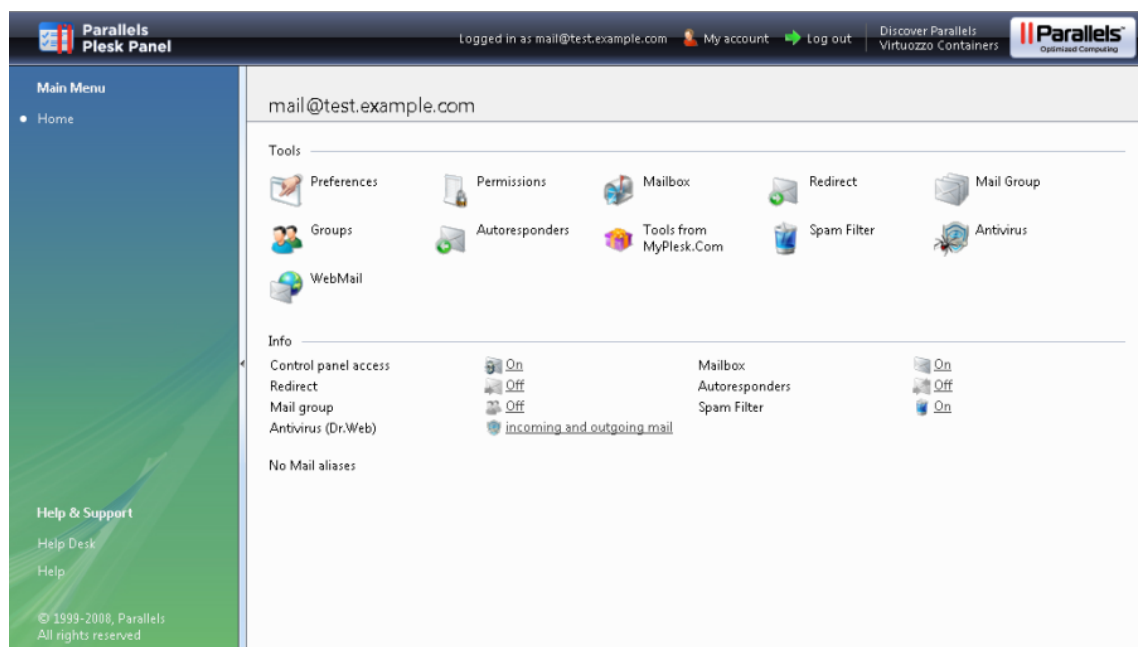 Parallels
Plesk Panel
Logged in as mail@test.example.com My account Log out
Discover Parallels
Virtuozzo Containers
Parallels
Optimized Computing
Main Menu
Home
mail@test.example.com
Tools
Preferences Permissions Mailbox Redirect Mail Group
Groups Autoresponders Tools from MyPlesk.Com Spam Filter Antivirus
WebMail
Info
Control panel access On Mailbox On
Redirect Off Autoresponders Off
Mail group Off Spam Filter On
Antivirus (Dr.Web) incoming and outgoing mail
No Mail aliases
Help & Support
Help Desk
Help
© 1999-2008, Parallels
All rights reserved